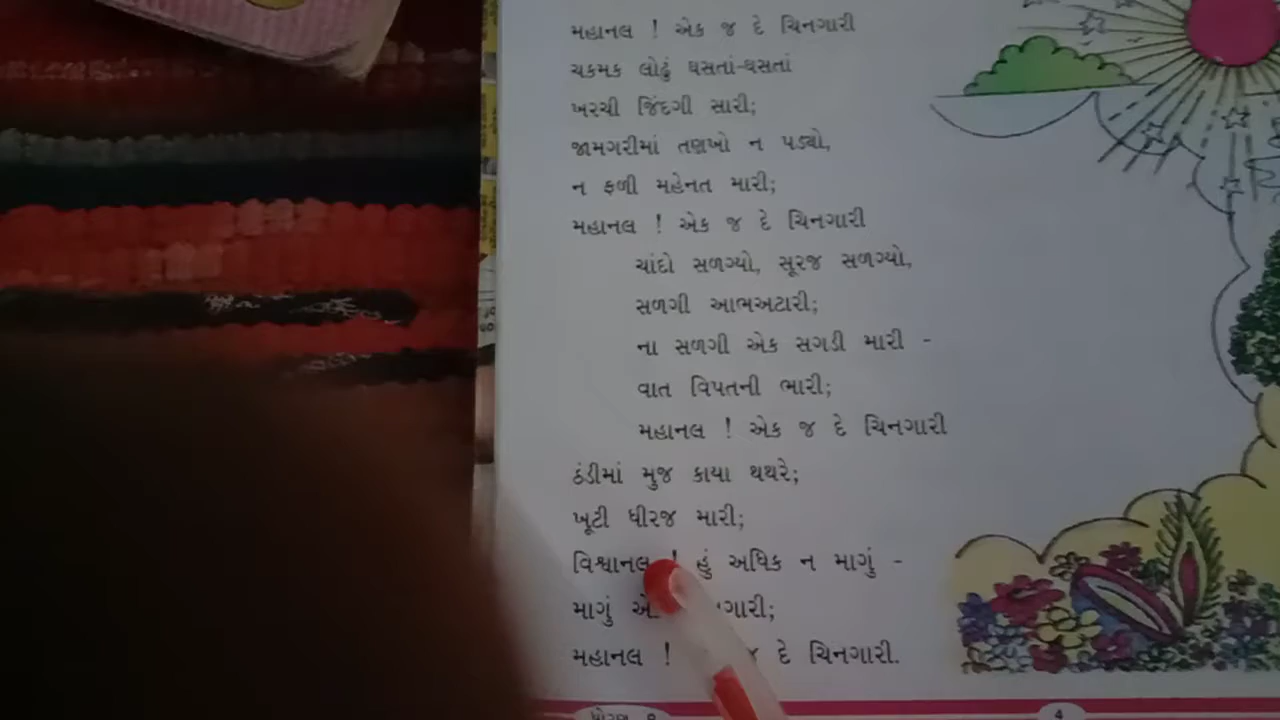 મહાનલ ! એક જ દે ચિનગારી
ચકમક લોઢું ઘસતાં-ઘસતાં
ખરચી જિંદગી સારી;
જામગરીમાં તણખો ન પડ્યો,
ન ફળી મહેનત મારી;
મહાનલ ! એક જ દે ચિનગારી
ચાંદો સળગ્યો, સૂરજ સળગ્યો,
સળગી આભઅટારી;
ના સળગી એક સગડી મારી -
વાત વિપતની ભારી;
મહાનલ ! એક જ દે ચિનગારી
ઠંડીમાં મુજ કાયા થથરે;
ખૂટી ધીરજ મારી;
વિશ્વાનલ ! હું અધિક ન માગું -
માગું
મહાનલ ! દે ચિનગારી.
4